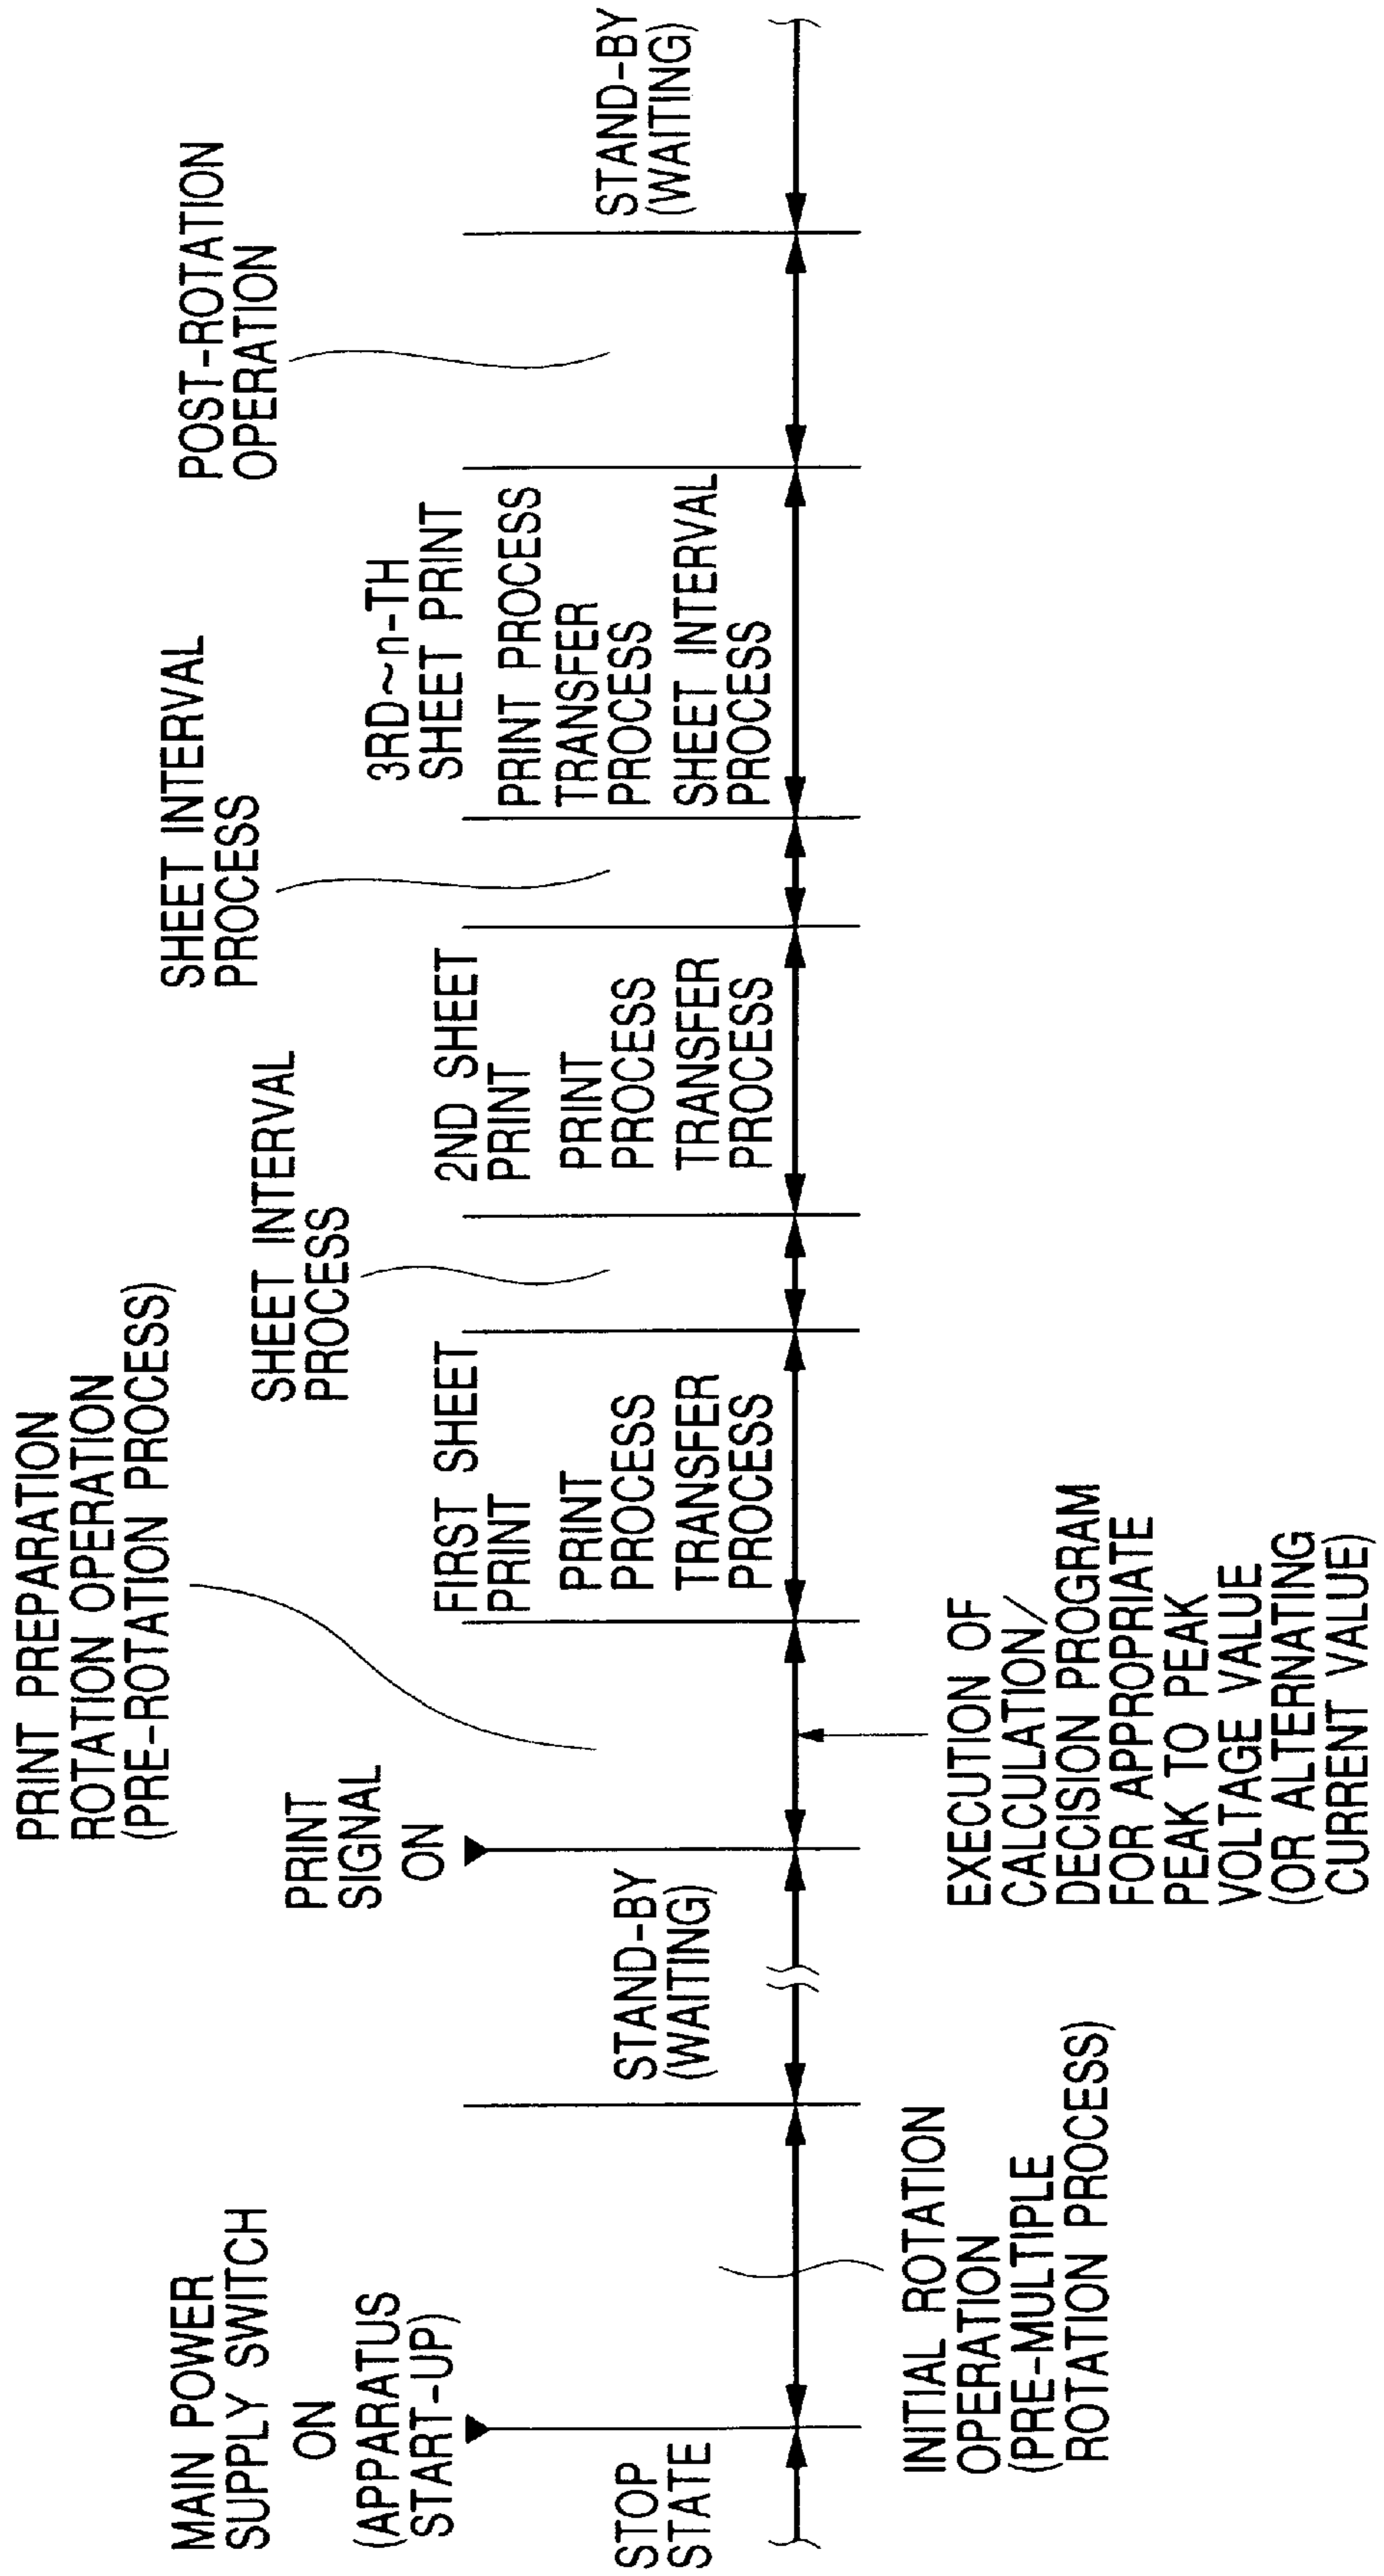 MAIN POWER
SUPPLY SWITCH
ON
(APPARATUS
START-UP)
STOP
STATE
INITIAL ROTATION
OPERATION
(PRE-MULTIPLE
ROTATION PROCESS)
STAND-BY
(WAITING)
PRINT
SIGNAL
ON
PRINT PREPARATION
ROTATION OPERATION
(PRE-ROTATION PROCESS)
EXECUTION OF
CALCULATION/
DECISION PROGRAM
FOR APPROPRIATE
PEAK TO PEAK
VOLTAGE VALUE
(OR ALTERNATING
CURRENT VALUE)
FIRST SHEET
PRINT
PRINT
PROCESS
TRANSFER
PROCESS
SHEET INTERVAL
PROCESS
2ND SHEET
PRINT
PRINT
PROCESS
TRANSFER
PROCESS
SHEET INTERVAL
PROCESS
3RD~n-TH
SHEET PRINT
PRINT PROCESS
TRANSFER
PROCESS
SHEET INTERVAL
PROCESS
POST-ROTATION
OPERATION
STAND-BY
(WAITING)